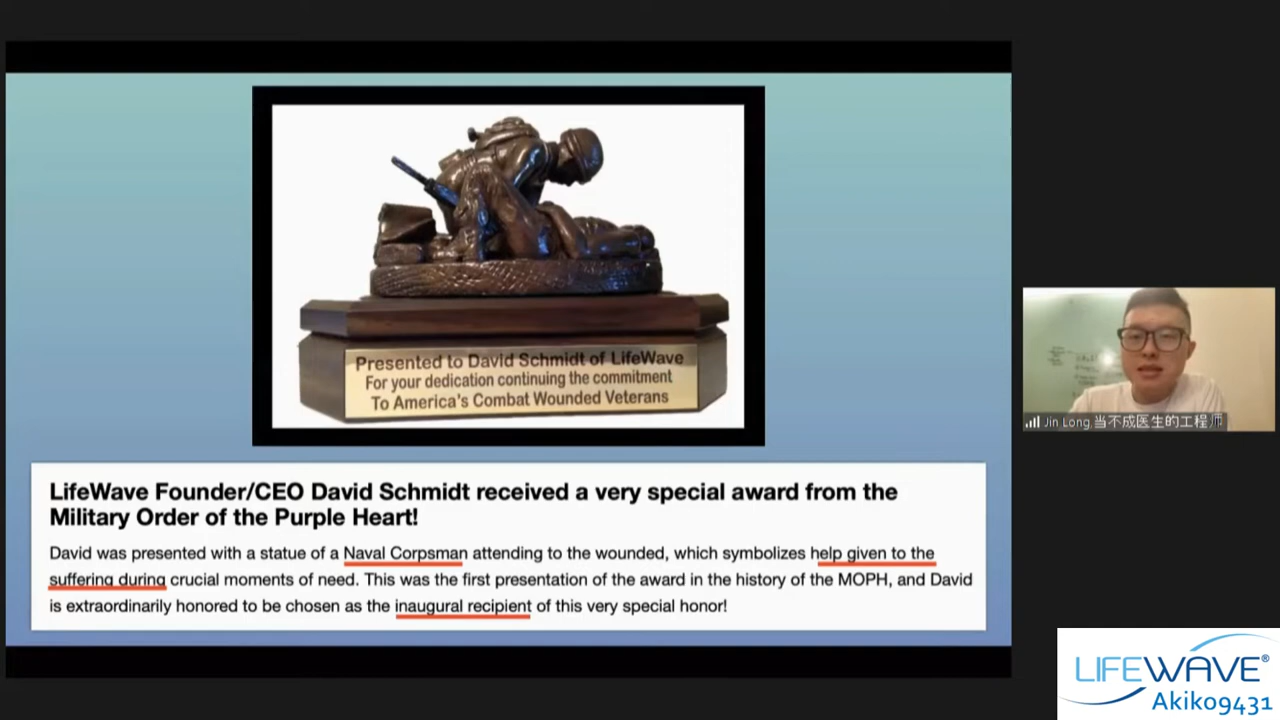 Presented to David Schmidt of LifeWave
For your dedication continuing the commitment
To America's Combat Wounded Veterans
LifeWave Founder/CEO David Schmidt received a very special award from the
Military Order of the Purple Heart!
David was presented with a statue of a Naval Corpsman attending to the wounded, which symbolizes help given to the
suffering during crucial moments of need. This was the first presentation of the award in the history of the MOPH, and David
is extraordinarily honored to be chosen as the inaugural recipient of this very special honor!
Jin Long 当不成医生的工程师
LIFEWAVE®
Akiko9431